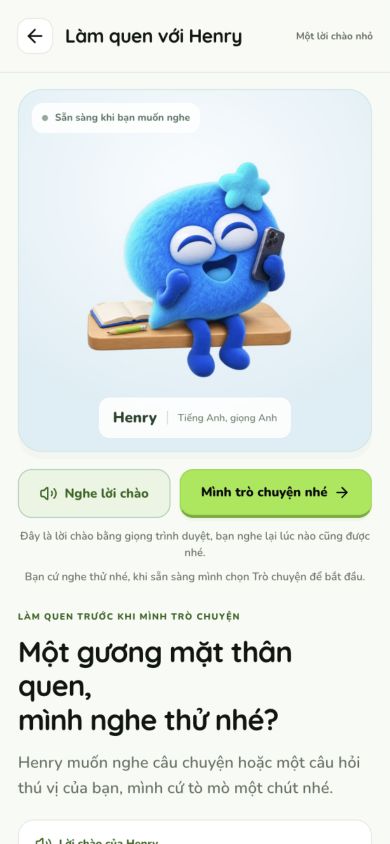 Làm quen với Henry
Một lời chào nhỏ
Sẵn sàng khi bạn muốn nghe
Henry
Tiếng Anh, giọng Anh
Nghe lời chào
Mình trò chuyện nhé →
Đây là lời chào bằng giọng trình duyệt, bạn nghe lại lúc nào cũng được
nhé.
Bạn cứ nghe thử nhé, khi sẵn sàng mình chọn Trò chuyện để bắt đầu.
LÀM QUEN TRƯỚC KHI MÌNH TRÒ CHUYỆN
Một gương mặt thân
quen,
mình nghe thử nhé?
Henry muốn nghe câu chuyện hoặc một câu hỏi
thú vị của bạn, mình cứ tò mò một chút nhé.
Lời chào của Henry